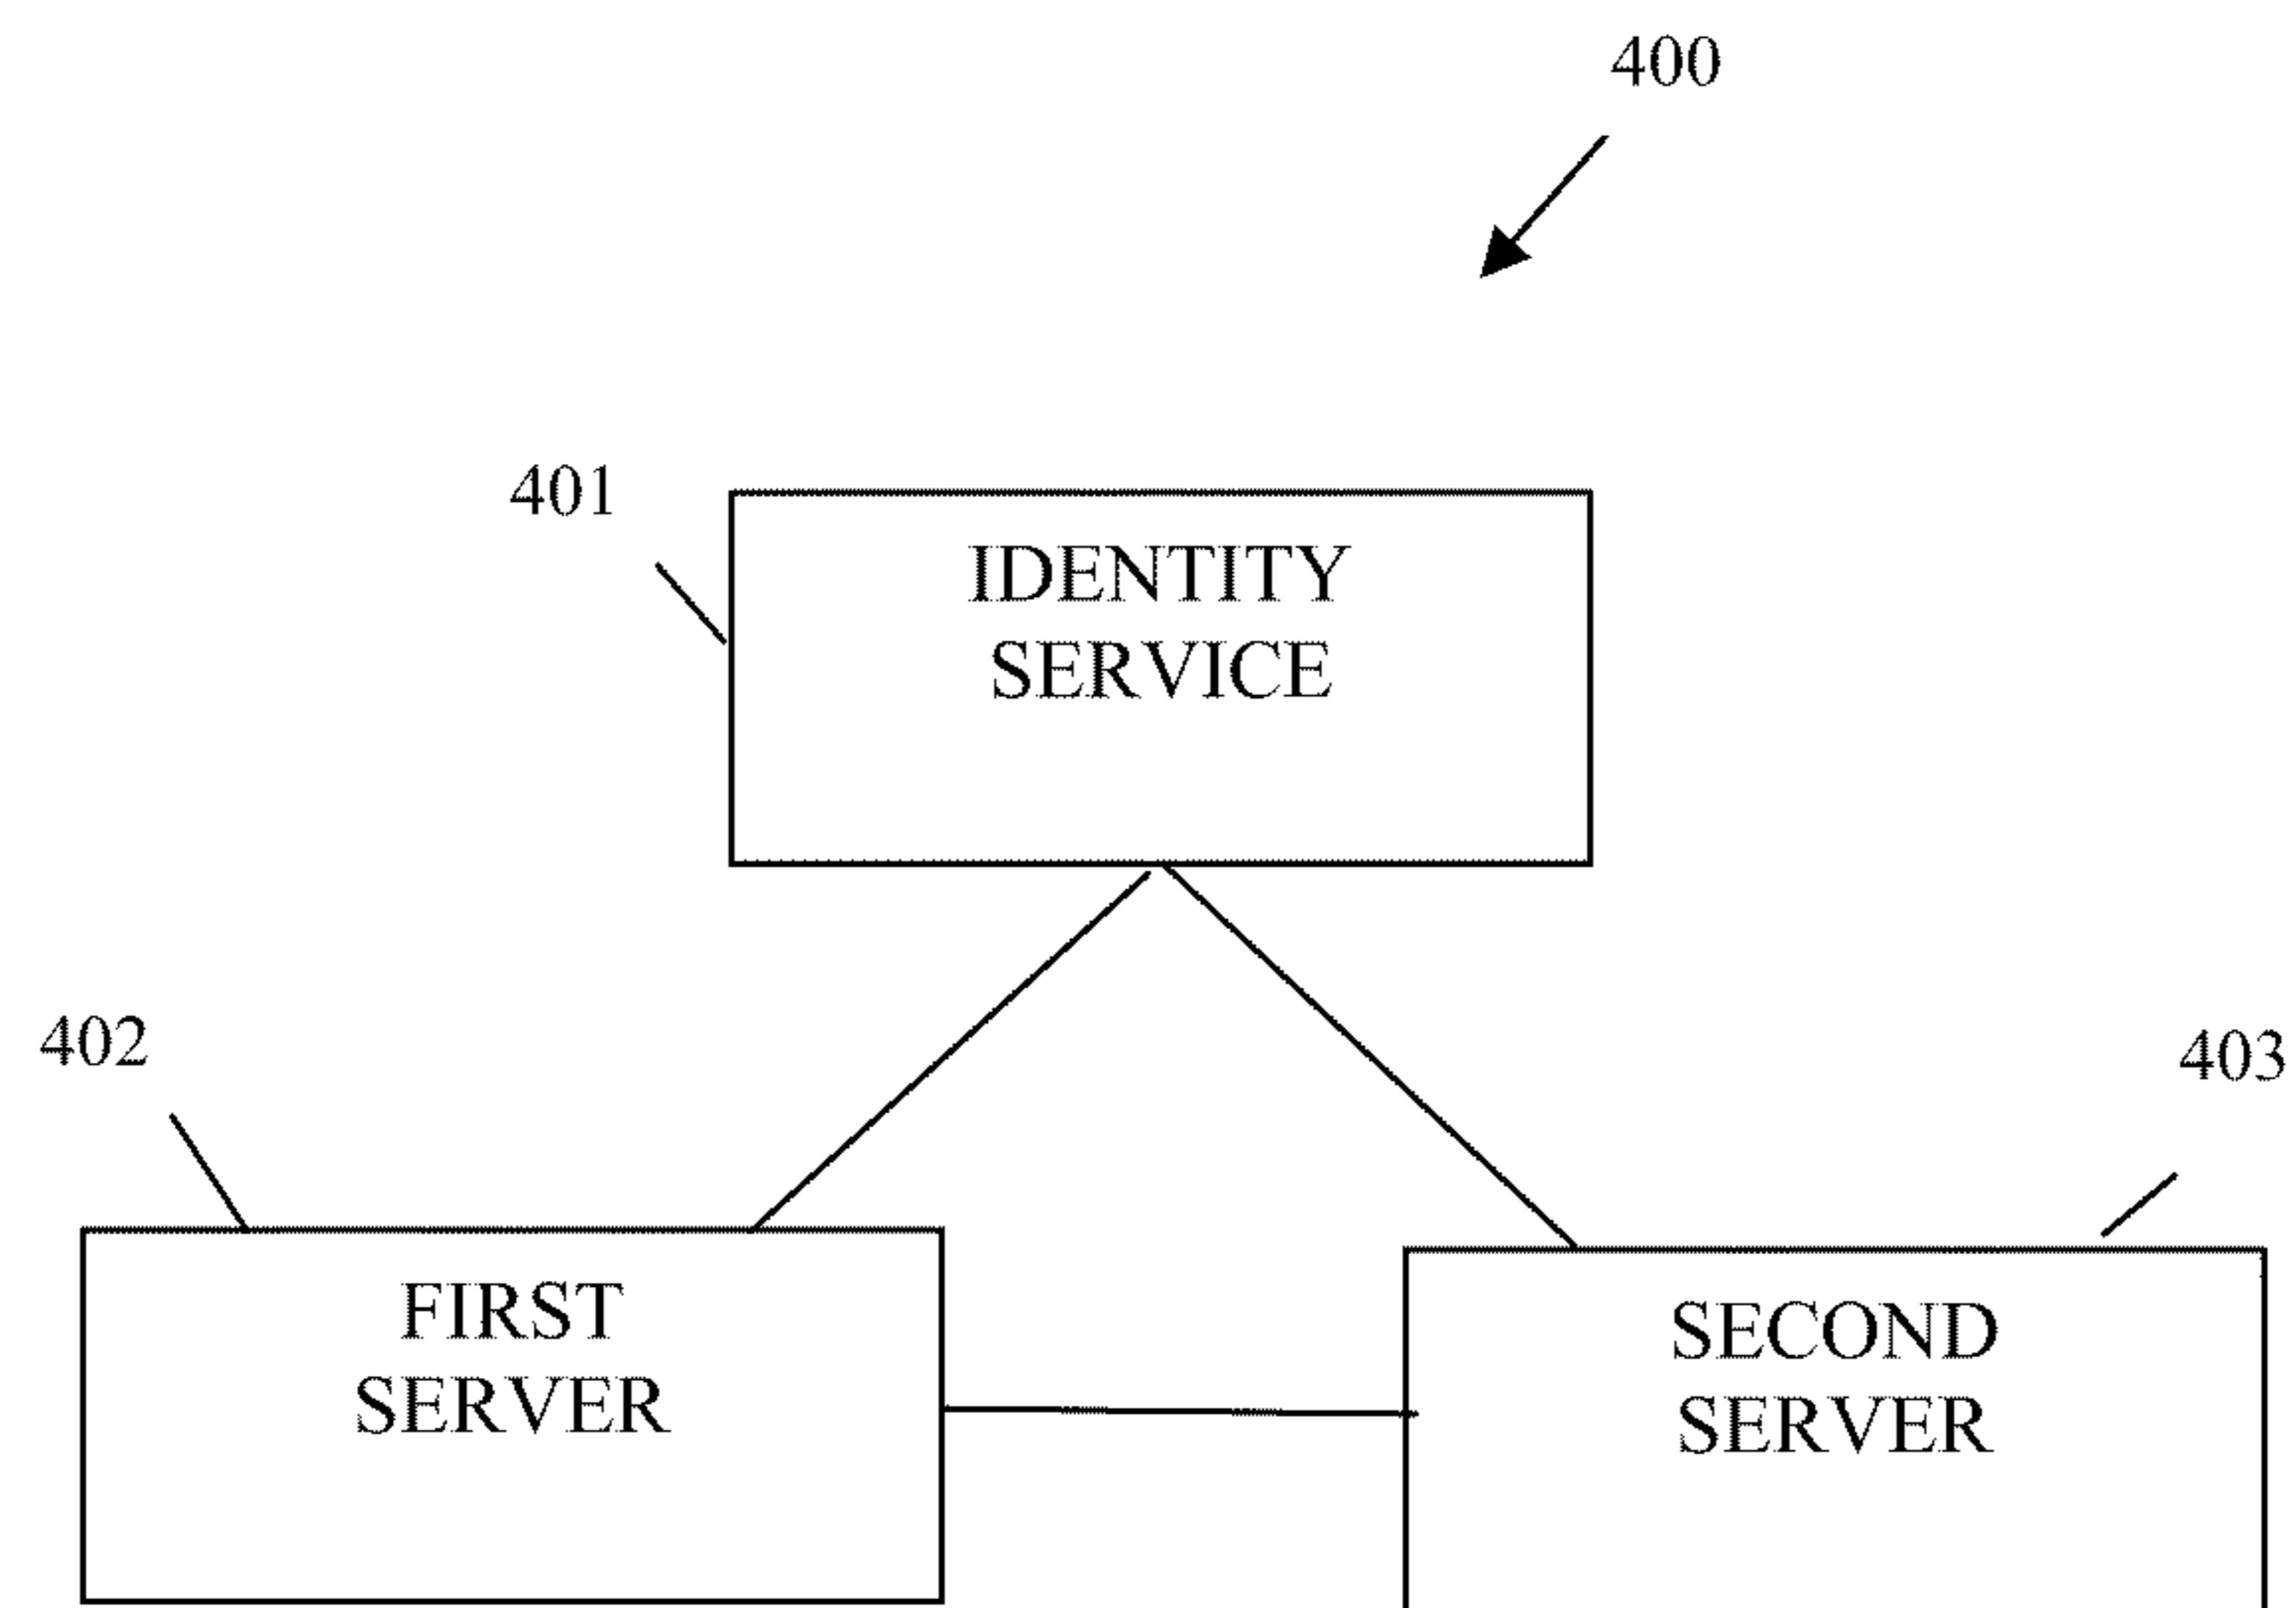 400
401
IDENTITY
SERVICE
402
403
FIRST
SERVER
SECOND
SERVER